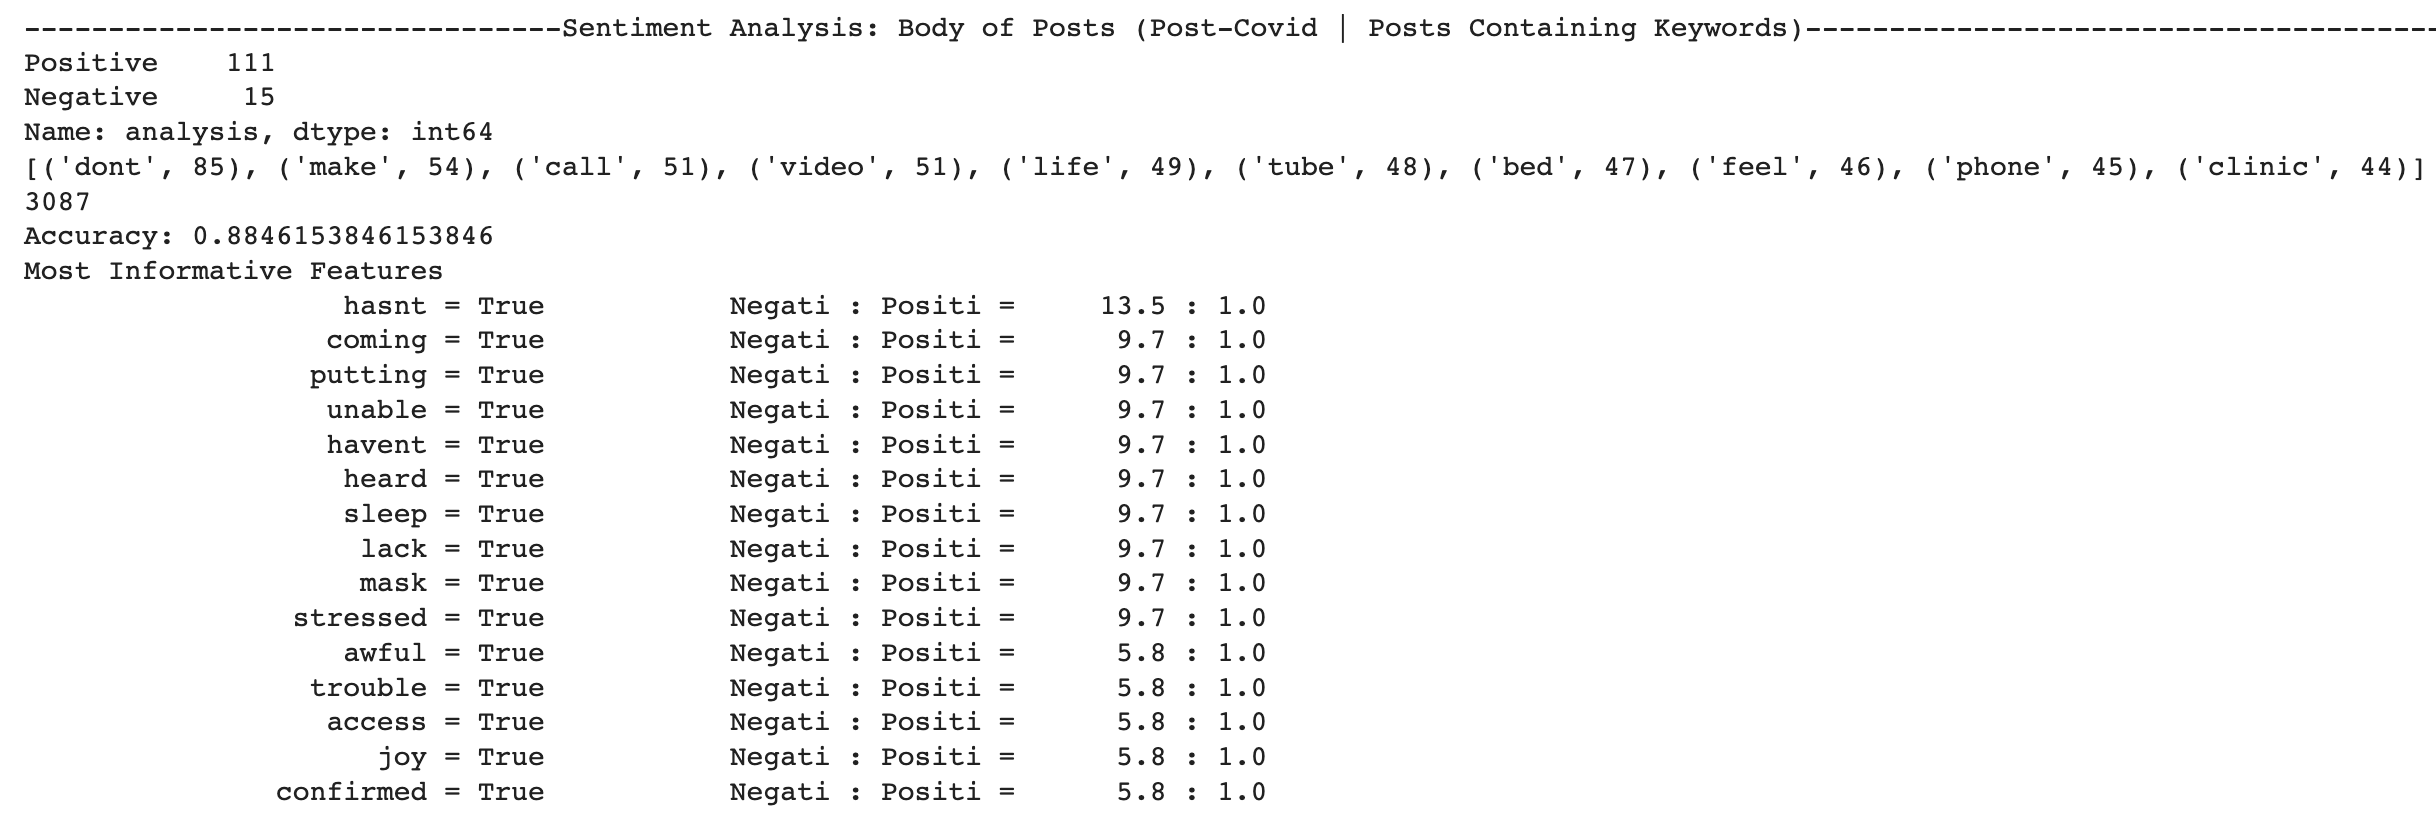 --------------------------------Sentiment Analysis: Body of Posts (Post-Covid | Posts Containing Keywords)--------------------------------------
Positive    111
Negative     15
Name: analysis, dtype: int64
[('dont', 85), ('make', 54), ('call', 51), ('video', 51), ('life', 49), ('tube', 48), ('bed', 47), ('feel', 46), ('phone', 45), ('clinic', 44)]
3087
Accuracy: 0.8846153846153846
Most Informative Features
                   hasnt = True           Negati : Positi =     13.5 : 1.0
                  coming = True           Negati : Positi =      9.7 : 1.0
                 putting = True           Negati : Positi =      9.7 : 1.0
                  unable = True           Negati : Positi =      9.7 : 1.0
                  havent = True           Negati : Positi =      9.7 : 1.0
                   heard = True           Negati : Positi =      9.7 : 1.0
                   sleep = True           Negati : Positi =      9.7 : 1.0
                    lack = True           Negati : Positi =      9.7 : 1.0
                    mask = True           Negati : Positi =      9.7 : 1.0
                stressed = True           Negati : Positi =      9.7 : 1.0
                   awful = True           Negati : Positi =      5.8 : 1.0
                 trouble = True           Negati : Positi =      5.8 : 1.0
                  access = True           Negati : Positi =      5.8 : 1.0
                     joy = True           Negati : Positi =      5.8 : 1.0
               confirmed = True           Negati : Positi =      5.8 : 1.0